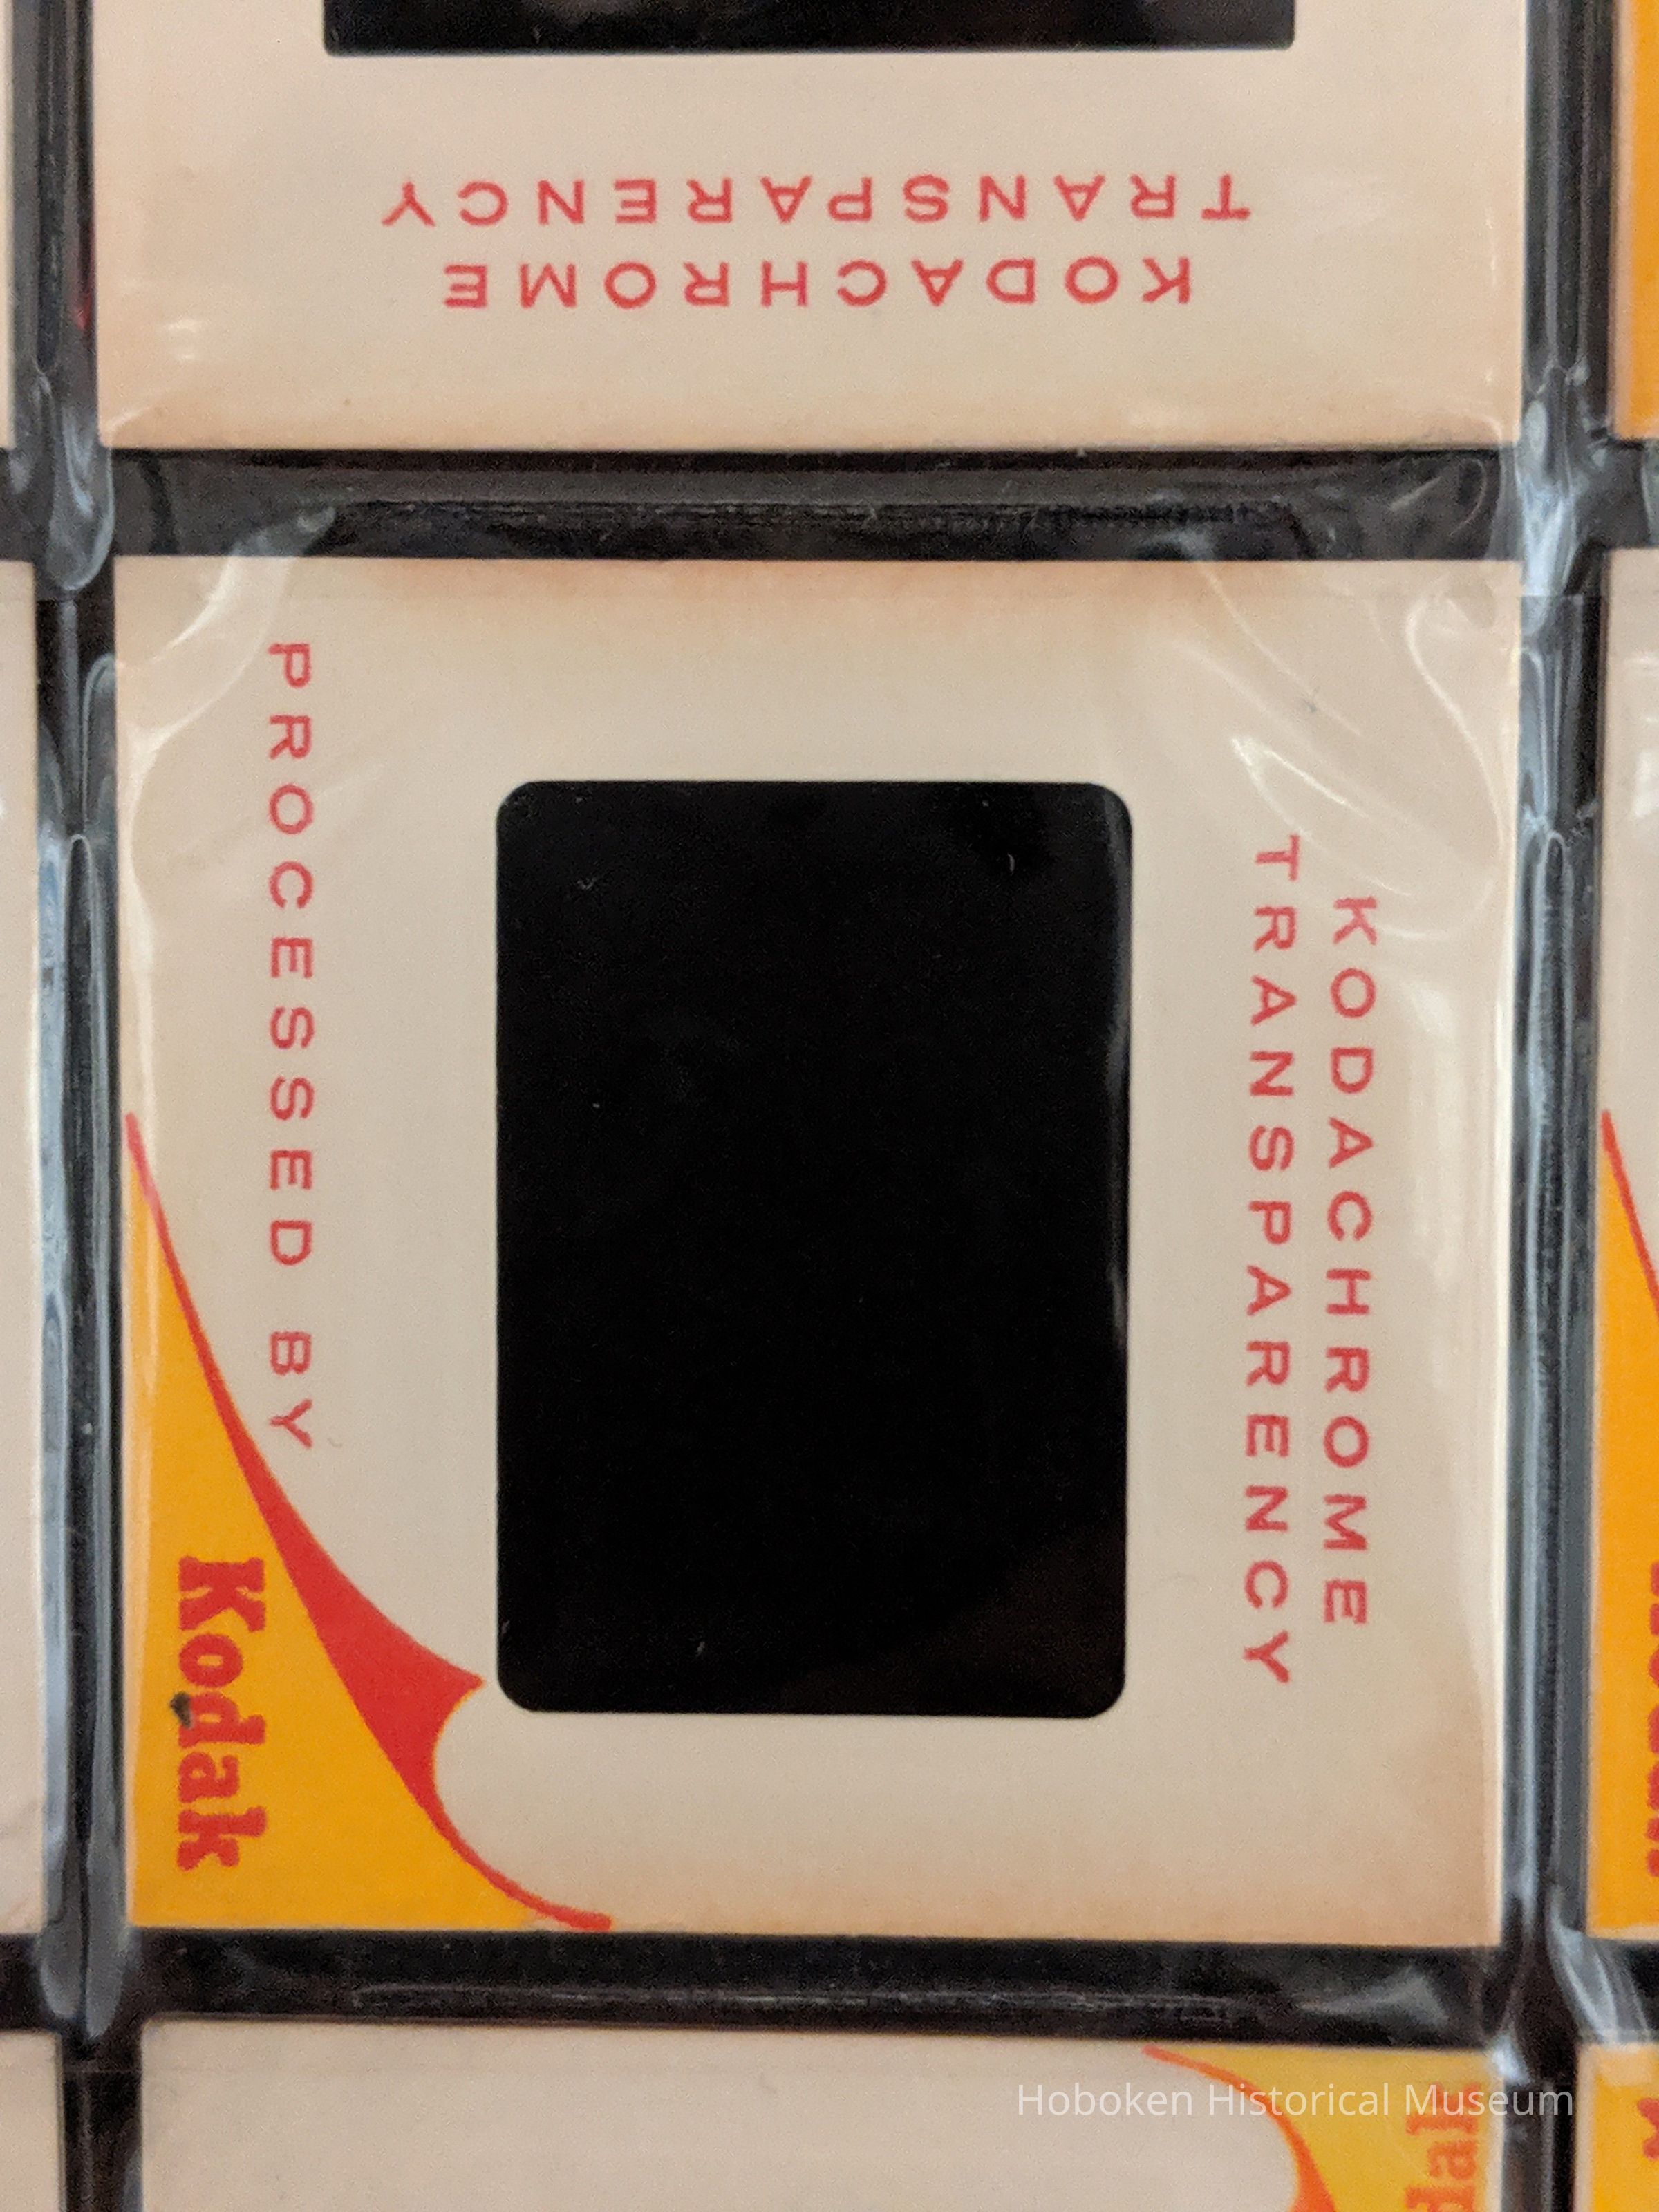 KODACHROME
TRANSPARENCY
KODACHROME
TRANSPARENCY
PROCESSED BY
Kodak
Hoboken Historical Museum